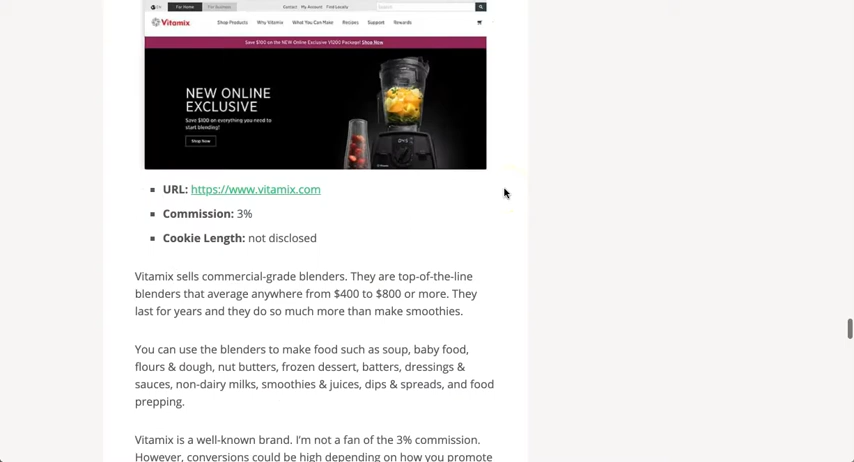 EN For Home For Business Contact My Account Find Locally Search
Vitamix Shop Products Why Vitamix What You Can Make Recipes Support Rewards
Save $100 on the NEW Online Exclusive V1200 Package! Shop Now
NEW ONLINE
EXCLUSIVE
Save $100 on everything you need to
start blending!
Shop Now
▪ URL: https://www.vitamix.com
▪ Commission: 3%
▪ Cookie Length: not disclosed
Vitamix sells commercial-grade blenders. They are top-of-the-line
blenders that average anywhere from $400 to $800 or more. They
last for years and they do so much more than make smoothies.
You can use the blenders to make food such as soup, baby food,
flours & dough, nut butters, frozen dessert, batters, dressings &
sauces, non-dairy milks, smoothies & juices, dips & spreads, and food
prepping.
Vitamix is a well-known brand. I'm not a fan of the 3% commission.
However, conversions could be high depending on how you promote